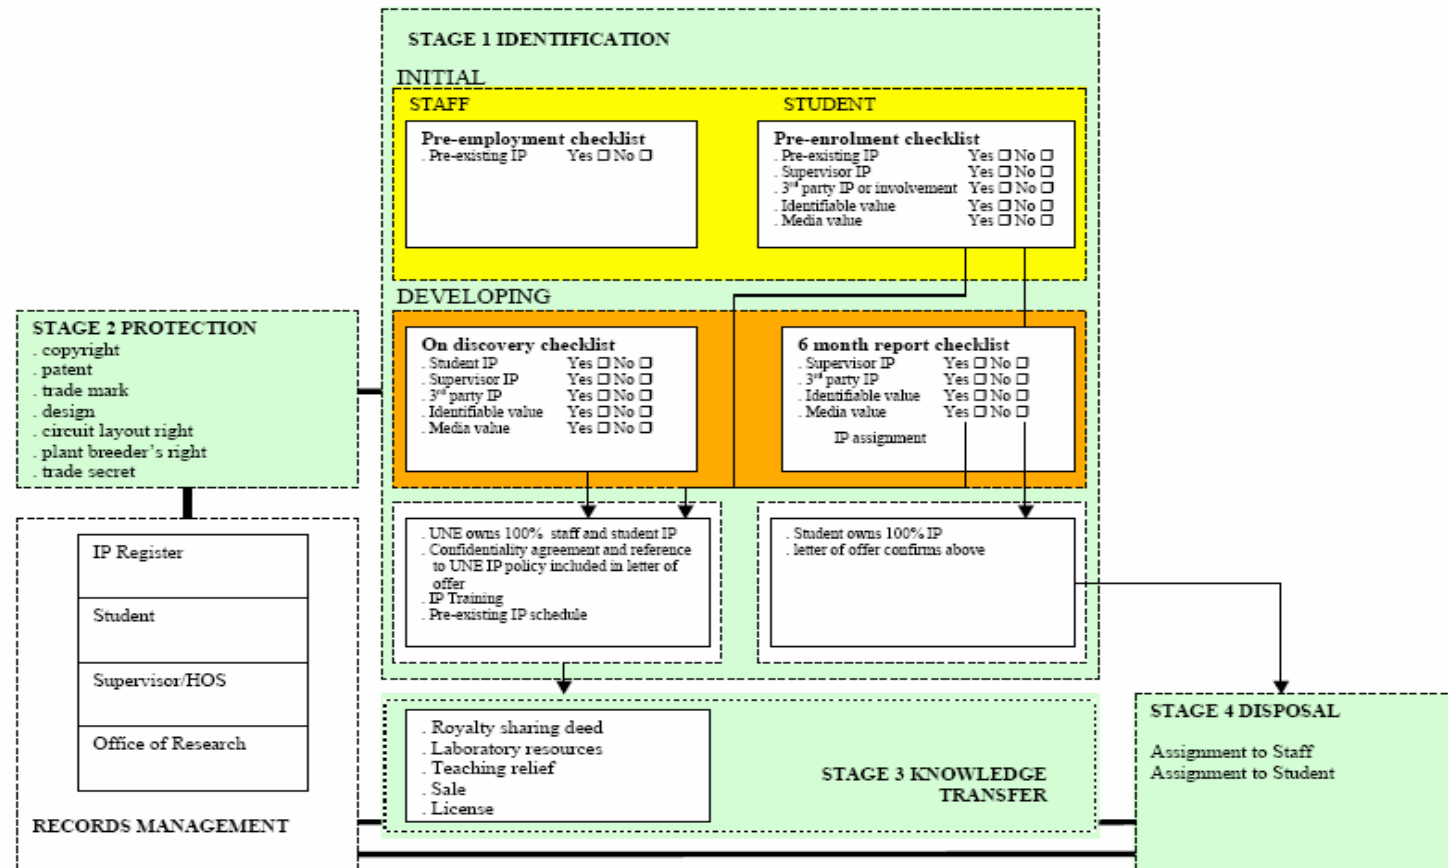 STAGE 1 IDENTIFICATION
INITIAL
STAFF
STUDENT
Pre-employment checklist
. Pre-existing IP Yes ☐ No ☐
Pre-enrolment checklist
. Pre-existing IP Yes ☐ No ☐
. Supervisor IP Yes ☐ No ☐
. 3rd party IP or involvement Yes ☐ No ☐
. Identifiable value Yes ☐ No ☐
. Media value Yes ☐ No ☐
DEVELOPING
On discovery checklist
. Student IP Yes ☐ No ☐
. Supervisor IP Yes ☐ No ☐
. 3rd party IP Yes ☐ No ☐
. Identifiable value Yes ☐ No ☐
. Media value Yes ☐ No ☐
6 month report checklist
. Supervisor IP Yes ☐ No ☐
. 3rd party IP Yes ☐ No ☐
. Identifiable value Yes ☐ No ☐
. Media value Yes ☐ No ☐
IP assignment
STAGE 2 PROTECTION
. copyright
. patent
. trade mark
. design
. circuit layout right
. plant breeder's right
. trade secret
. UNE owns 100% staff and student IP
. Confidentiality agreement and reference
to UNE IP policy included in letter of
offer
. IP Training
. Pre-existing IP schedule
. Student owns 100% IP
. letter of offer confirms above
IP Register
Student
Supervisor/HOS
Office of Research
RECORDS MANAGEMENT
. Royalty sharing deed
. Laboratory resources
. Teaching relief
. Sale
. License
STAGE 3 KNOWLEDGE
TRANSFER
STAGE 4 DISPOSAL
Assignment to Staff
Assignment to Student